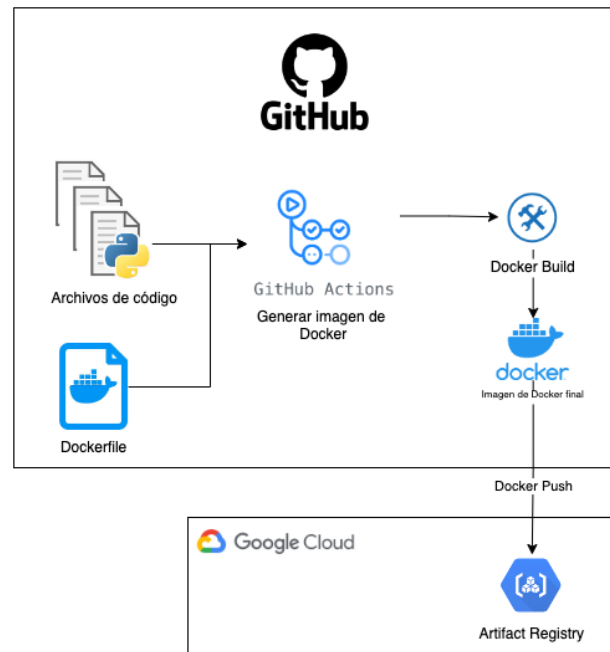 GitHub
Archivos de código
GitHub Actions
Generar imagen de
Docker
Docker Build
docker
Imagen de Docker final
Dockerfile
Docker Push
Google Cloud
Artifact Registry